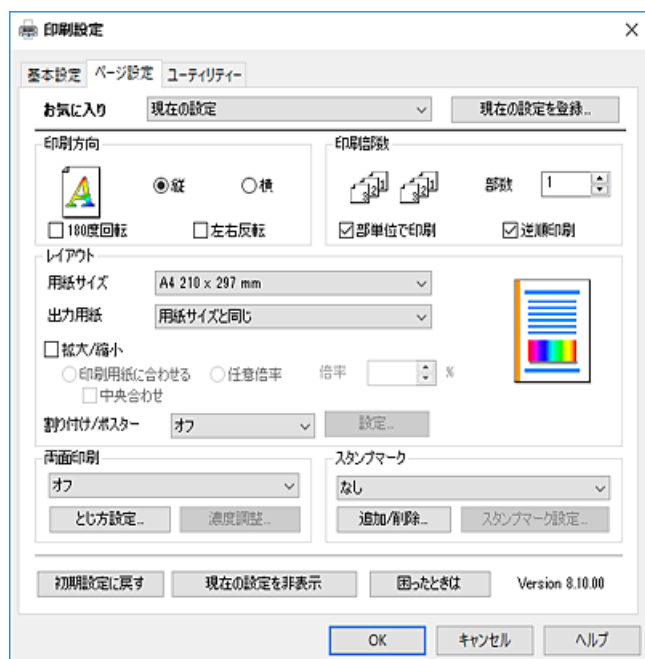 印刷設定
基本設定 ページ設定 ユーティリティー
お気に入り 現在の設定 現在の設定を登録...
印刷方向 印刷部数
縦 横 部数 1
180度回転 左右反転 部単位で印刷 逆順印刷
レイアウト
用紙サイズ A4 210 x 297 mm
出力用紙 用紙サイズと同じ
拡大/縮小
印刷用紙に合わせる 任意倍率 倍率 %
中央合わせ
割り付け/ポスター オフ 設定...
両面印刷 スタンプマーク
オフ なし
とじ方設定... 濃度調整... 追加/削除... スタンプマーク設定...
初期設定に戻す 現在の設定を非表示 困ったときは Version 8.10.00
OK キャンセル ヘルプ